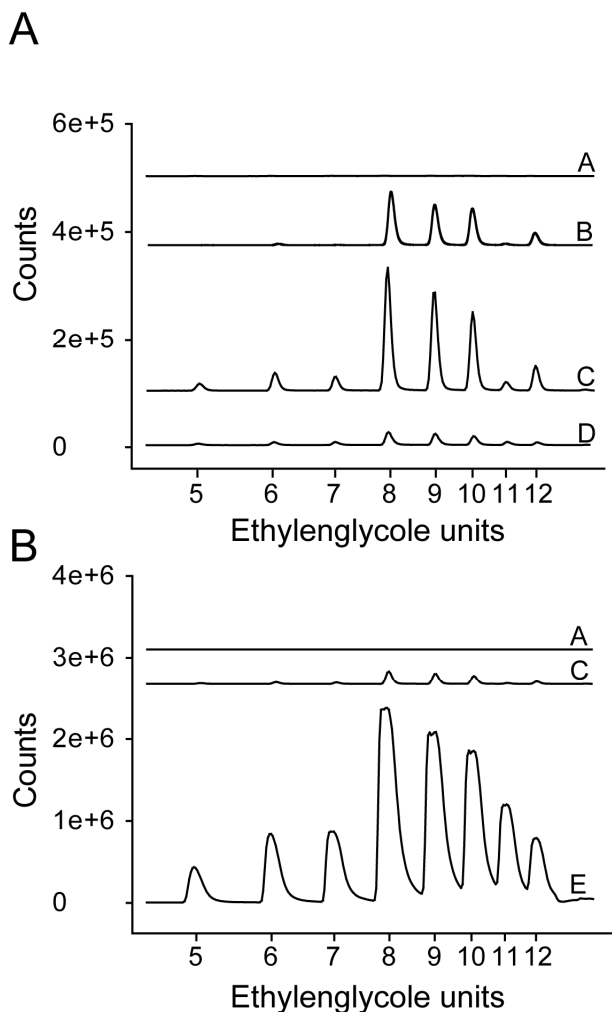 A
6e+5
4e+5
2e+5
0
Counts
A
B
C
D
5 6 7 8 9 10 11 12
Ethylenglycole units
B
4e+6
3e+6
2e+6
1e+6
0
Counts
A
C
E
5 6 7 8 9 10 11 12
Ethylenglycole units